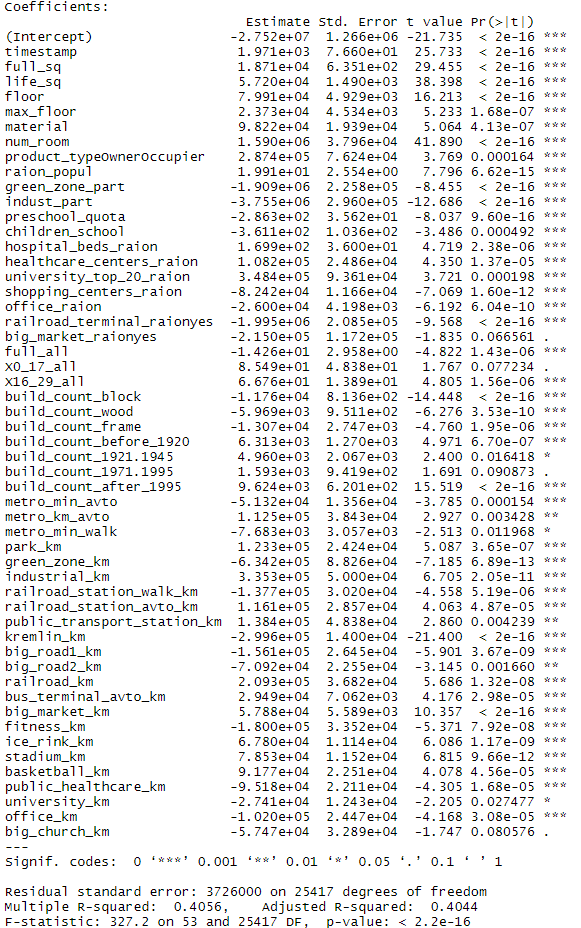 Coefficients:
Estimate Std. Error t value Pr(>|t|)
(Intercept) -2.752e+07 1.266e+06 -21.735 < 2e-16 ***
timestamp 1.971e+03 7.660e+01 25.733 < 2e-16 ***
full_sq 1.871e+04 6.351e+02 29.455 < 2e-16 ***
life_sq 5.720e+04 1.490e+03 38.398 < 2e-16 ***
floor 7.991e+04 4.929e+03 16.213 < 2e-16 ***
max_floor 2.373e+04 4.534e+03 5.233 1.68e-07 ***
material 9.822e+04 1.939e+04 5.064 4.13e-07 ***
num_room 1.590e+06 3.796e+04 41.890 < 2e-16 ***
product_typeOwnerOccupier 2.874e+05 7.624e+04 3.769 0.000164 ***
raion_popul 1.991e+01 2.554e+00 7.796 6.62e-15 ***
green_zone_part -1.909e+06 2.258e+05 -8.455 < 2e-16 ***
indust_part -3.755e+06 2.960e+05 -12.686 < 2e-16 ***
preschool_quota -2.863e+02 3.562e+01 -8.037 9.60e-16 ***
children_school -3.611e+02 1.036e+02 -3.486 0.000492 ***
hospital_beds_raion 1.699e+02 3.600e+01 4.719 2.38e-06 ***
healthcare_centers_raion 1.082e+05 2.486e+04 4.350 1.37e-05 ***
university_top_20_raion 3.484e+05 9.361e+04 3.721 0.000198 ***
shopping_centers_raion -8.242e+04 1.166e+04 -7.069 1.60e-12 ***
office_raion -2.600e+04 4.198e+03 -6.192 6.04e-10 ***
railroad_terminal_raionyes -1.995e+06 2.085e+05 -9.568 < 2e-16 ***
big_market_raionyes -2.150e+05 1.172e+05 -1.835 0.066561 .
full_all -1.426e+01 2.958e+00 -4.822 1.43e-06 ***
X0_17_all 8.549e+01 4.838e+01 1.767 0.077234 .
X16_29_all 6.676e+01 1.389e+01 4.805 1.56e-06 ***
build_count_block -1.176e+04 8.136e+02 -14.448 < 2e-16 ***
build_count_wood -5.969e+03 9.511e+02 -6.276 3.53e-10 ***
build_count_frame -1.307e+04 2.747e+03 -4.760 1.95e-06 ***
build_count_before_1920 6.313e+03 1.270e+03 4.971 6.70e-07 ***
build_count_1921.1945 4.960e+03 2.067e+03 2.400 0.016418 *
build_count_1971.1995 1.593e+03 9.419e+02 1.691 0.090873 .
build_count_after_1995 9.624e+03 6.201e+02 15.519 < 2e-16 ***
metro_min_avto -5.132e+04 1.356e+04 -3.785 0.000154 ***
metro_km_avto 1.125e+05 3.843e+04 2.927 0.003428 **
metro_min_walk -7.683e+03 3.057e+03 -2.513 0.011968 *
park_km 1.233e+05 2.424e+04 5.087 3.65e-07 ***
green_zone_km -6.342e+05 8.826e+04 -7.185 6.89e-13 ***
industrial_km 3.353e+05 5.000e+04 6.705 2.05e-11 ***
railroad_station_walk_km -1.377e+05 3.020e+04 -4.558 5.19e-06 ***
railroad_station_avto_km 1.161e+05 2.857e+04 4.063 4.87e-05 ***
public_transport_station_km 1.384e+05 4.838e+04 2.860 0.004239 **
kremlin_km -2.996e+05 1.400e+04 -21.400 < 2e-16 ***
big_road1_km -1.561e+05 2.645e+04 -5.901 3.67e-09 ***
big_road2_km -7.092e+04 2.255e+04 -3.145 0.001660 **
railroad_km 2.093e+05 3.682e+04 5.686 1.32e-08 ***
bus_terminal_avto_km 2.949e+04 7.062e+03 4.176 2.98e-05 ***
big_market_km 5.788e+04 5.589e+03 10.357 < 2e-16 ***
fitness_km -1.800e+05 3.352e+04 -5.371 7.92e-08 ***
ice_rink_km 6.780e+04 1.114e+04 6.086 1.17e-09 ***
stadium_km 7.853e+04 1.152e+04 6.815 9.66e-12 ***
basketball_km 9.177e+04 2.251e+04 4.078 4.56e-05 ***
public_healthcare_km -9.518e+04 2.211e+04 -4.305 1.68e-05 ***
university_km -2.741e+04 1.243e+04 -2.205 0.027477 *
office_km -1.020e+05 2.447e+04 -4.168 3.08e-05 ***
big_church_km -5.747e+04 3.289e+04 -1.747 0.080576 .
---
Signif. codes: 0 ‘***’ 0.001 ‘**’ 0.01 ‘*’ 0.05 ‘.’ 0.1 ‘ ’ 1
Residual standard error: 3726000 on 25417 degrees of freedom
Multiple R-squared: 0.4056, Adjusted R-squared: 0.4044
F-statistic: 327.2 on 53 and 25417 DF, p-value: < 2.2e-16